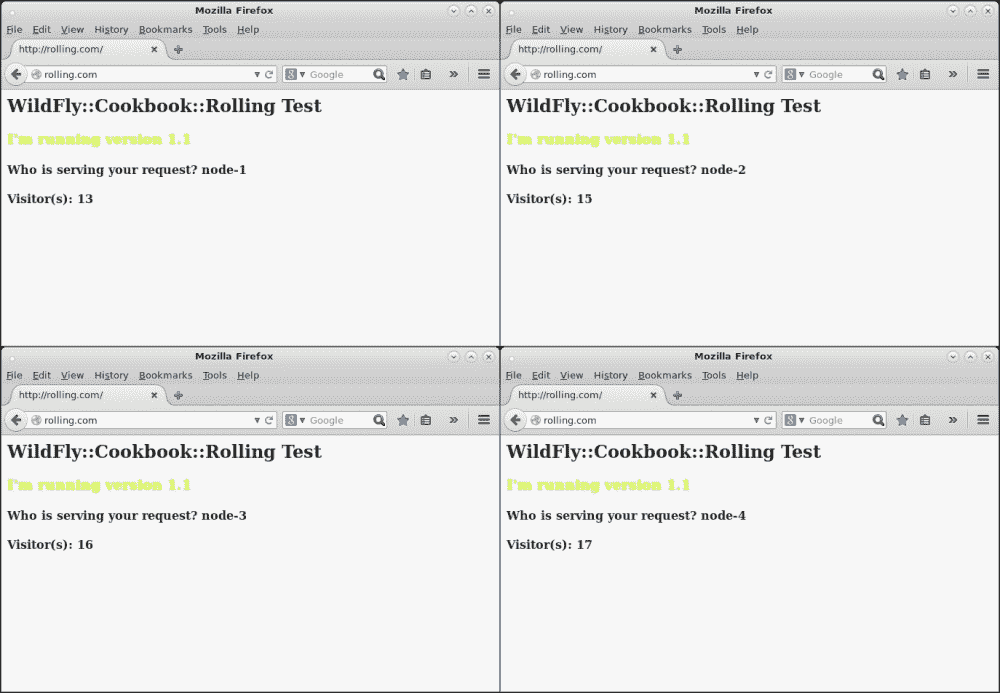 Mozilla Firefox
File Edit View History Bookmarks Tools Help
http://rolling.com/
rolling.com Google
WildFly::Cookbook::Rolling Test
I'm running version 1.1
Who is serving your request? node-1
Visitor(s): 13
Mozilla Firefox
File Edit View History Bookmarks Tools Help
http://rolling.com/
rolling.com Google
WildFly::Cookbook::Rolling Test
I'm running version 1.1
Who is serving your request? node-2
Visitor(s): 15
Mozilla Firefox
File Edit View History Bookmarks Tools Help
http://rolling.com/
rolling.com Google
WildFly::Cookbook::Rolling Test
I'm running version 1.1
Who is serving your request? node-3
Visitor(s): 16
Mozilla Firefox
File Edit View History Bookmarks Tools Help
http://rolling.com/
rolling.com Google
WildFly::Cookbook::Rolling Test
I'm running version 1.1
Who is serving your request? node-4
Visitor(s): 17